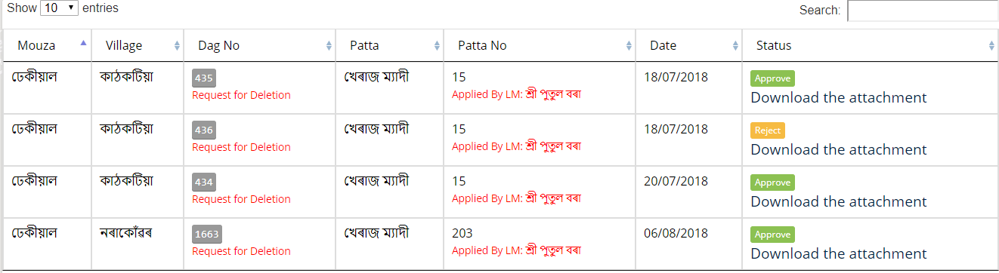 Show 10 entries
Search:
Mouza Village Dag No Patta Patta No Date Status
ঢেকীয়াল কাঠকটিয়া 435 খেৰাজ ম্যাদী 15 18/07/2018 Approve
Request for Deletion Applied By LM: শ্ৰী পুতুল বৰা Download the attachment
ঢেকীয়াল কাঠকটিয়া 436 খেৰাজ ম্যাদী 15 18/07/2018 Reject
Request for Deletion Applied By LM: শ্ৰী পুতুল বৰা Download the attachment
ঢেকীয়াল কাঠকটিয়া 434 খেৰাজ ম্যাদী 15 20/07/2018 Approve
Request for Deletion Applied By LM: শ্ৰী পুতুল বৰা Download the attachment
ঢেকীয়াল নৰাকোঁৱৰ 1663 খেৰাজ ম্যাদী 203 06/08/2018 Approve
Request for Deletion Applied By LM: শ্ৰী পুতুল বৰা Download the attachment